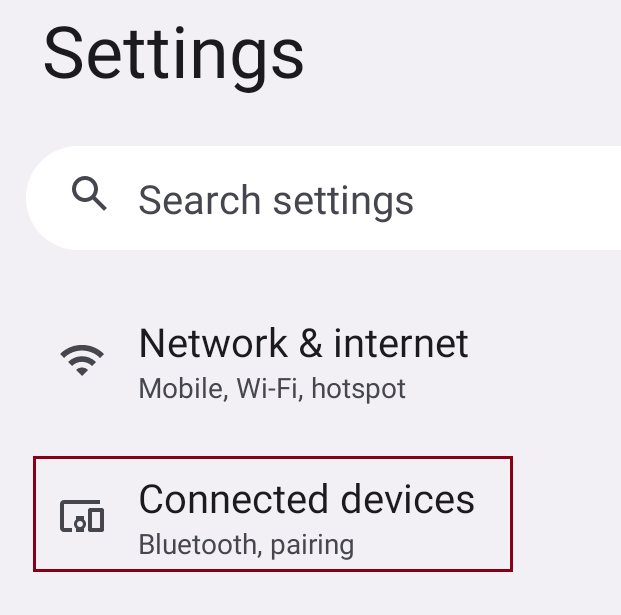 Settings
Search settings
Network & internet
Mobile, Wi-Fi, hotspot
Connected devices
Bluetooth, pairing